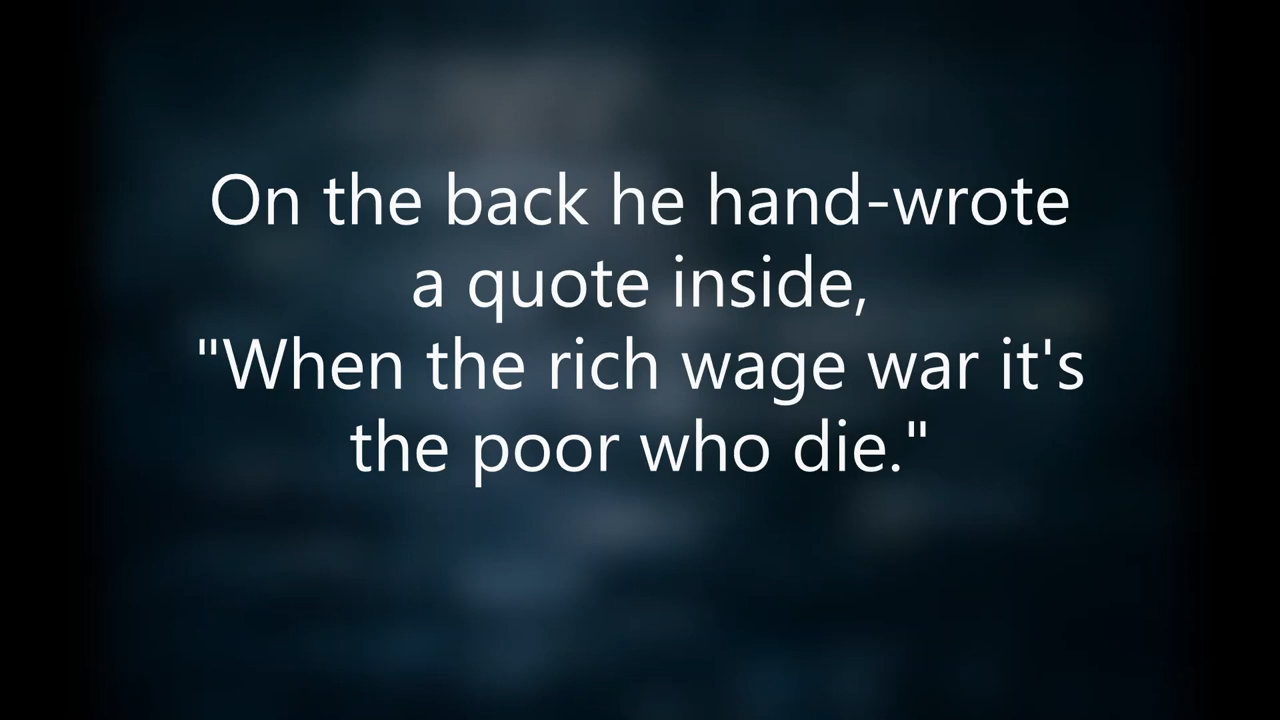 On the back he hand-wrote
a quote inside,
"When the rich wage war it's
the poor who die."